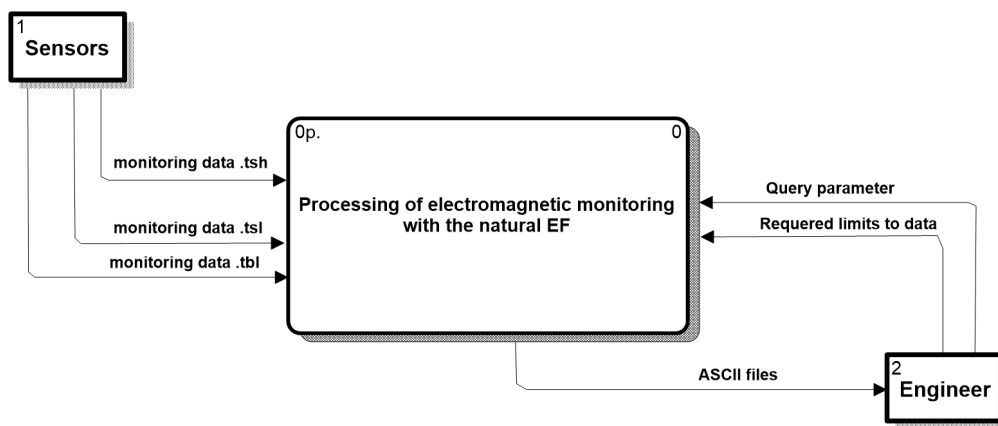 1
Sensors
monitoring data .tsh
monitoring data .tsl
monitoring data .tbl
0р.
0
Processing of electromagnetic monitoring
with the natural EF
Query parameter
Requered limits to data
ASCII files
2
Engineer